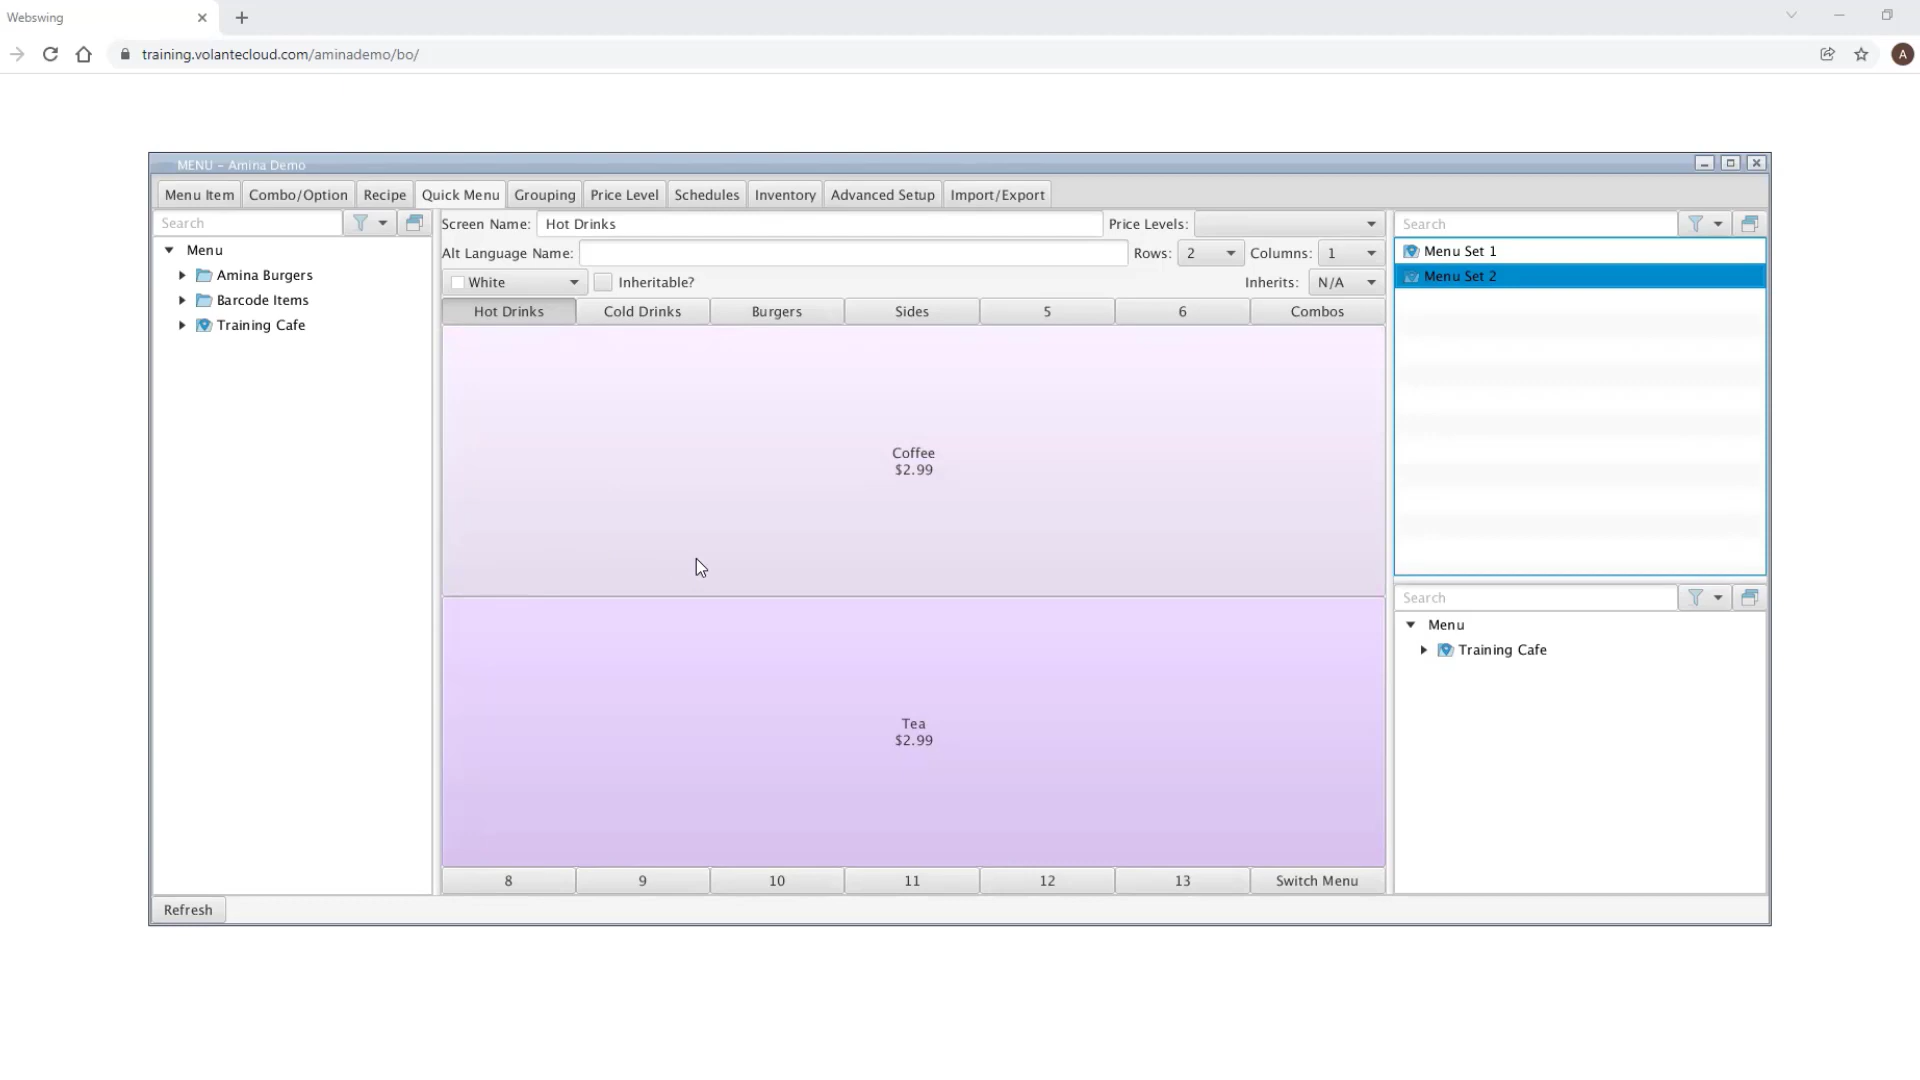 Webswing
training.volantecloud.com/aminademo/bo/
A
MENU - Amina Demo
Menu Item Combo/Option Recipe Quick Menu Grouping Price Level Schedules Inventory Advanced Setup Import/Export
Search
Menu
Amina Burgers
Barcode Items
Training Cafe
Screen Name: Hot Drinks Price Levels:
Alt Language Name: Rows: 2 Columns: 1
White Inheritable? Inherits: N/A
Hot Drinks Cold Drinks Burgers Sides 5 6 Combos
Coffee
$2.99
Tea
$2.99
8 9 10 11 12 13 Switch Menu
Search
Menu Set 1
Menu Set 2
Search
Menu
Training Cafe
Refresh